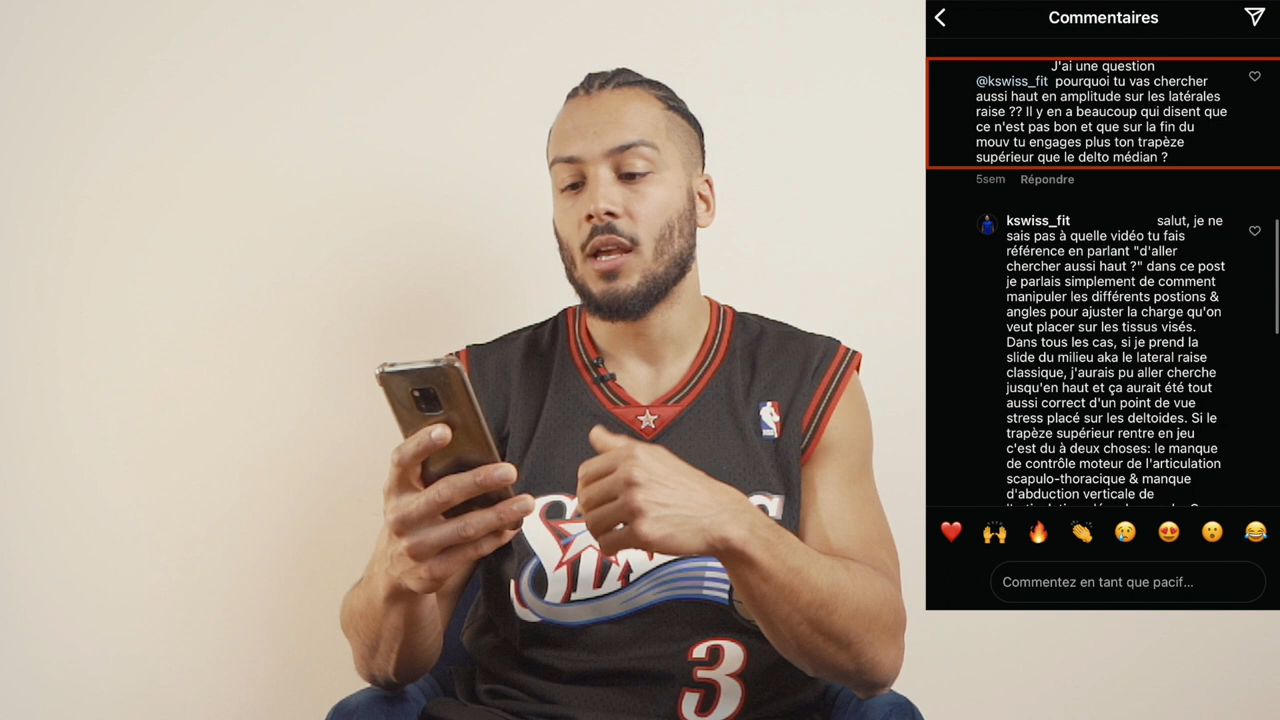 Commentaires
J'ai une question
@kswiss_fit pourquoi tu vas chercher
aussi haut en amplitude sur les latérales
raise ?? Il y en a beaucoup qui disent que
ce n'est pas bon et que sur la fin du
mouv tu engages plus ton trapèze
supérieur que le delto médian ?
5sem Répondre
kswiss_fit salut, je ne
sais pas à quelle vidéo tu fais
référence en parlant "d'aller
chercher aussi haut ?" dans ce post
je parlais simplement de comment
manipuler les différents postions &
angles pour ajuster la charge qu'on
veut placer sur les tissus visés.
Dans tous les cas, si je prend la
slide du milieu aka le lateral raise
classique, j'aurais pu aller cherche
jusqu'en haut et ça aurait été tout
aussi correct d'un point de vue
stress placé sur les deltoides. Si le
trapèze supérieur rentre en jeu
c'est du à deux choses: le manque
de contrôle moteur de l'articulation
scapulo-thoracique & manque
d'abduction verticale de
Commentez en tant que pacif...
3